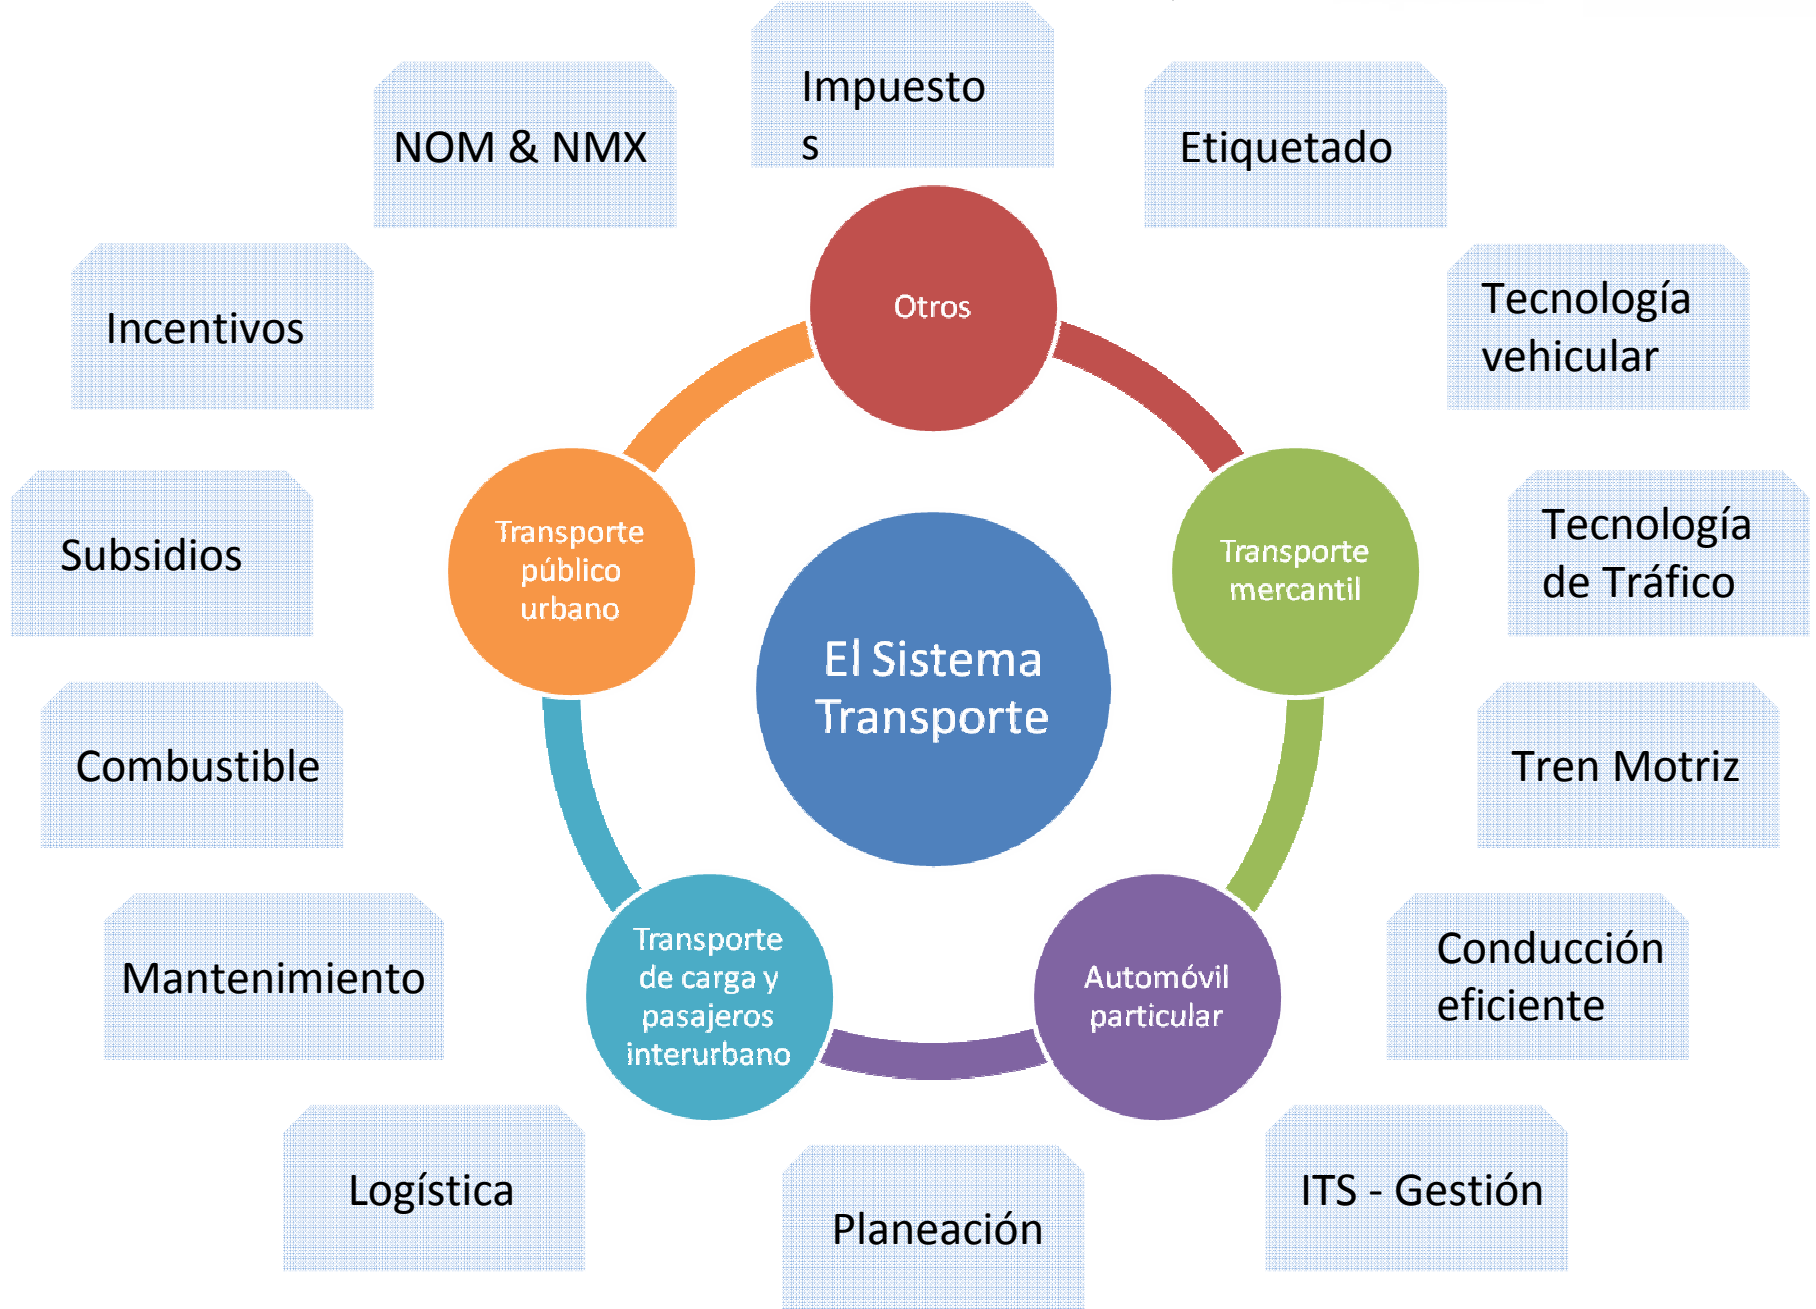 Impuesto
s
NOM & NMX
Etiquetado
Incentivos
Otros
Tecnología
vehicular
Subsidios
Transporte
público
urbano
Transporte
mercantil
Tecnología
de Tráfico
El Sistema
Transporte
Combustible
Tren Motriz
Mantenimiento
Transporte
de carga y
pasajeros
interurbano
Automóvil
particular
Conducción
eficiente
Logística
Planeación
ITS - Gestión